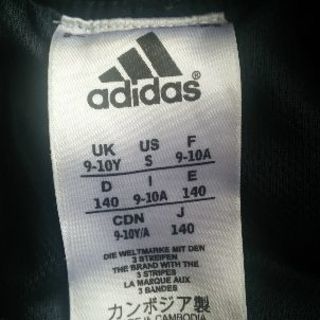 adidas®
UK US F
9-10Y S 9-10A
D I E
140 9-10A 140
CDN J
9-10Y/A 140
DIE WELTMARKE MIT DEN
3 STREIFEN
THE BRAND WITH THE
3 STRIPES
LA MARQUE AUX
3 BANDES
カンボジア製
CAMBODIA